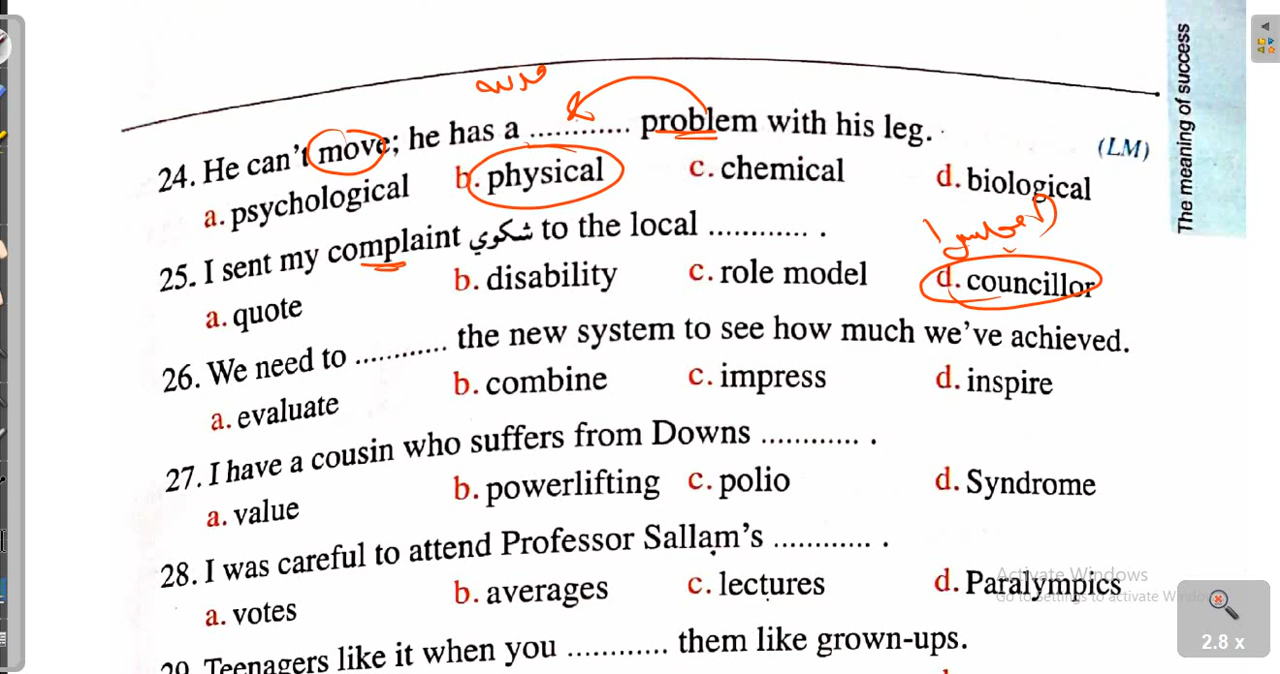 The meaning of success
24. He can't move; he has a ............ problem with his leg.
(LM)
a. psychological b. physical c. chemical d. biological
25. I sent my complaint شكوي to the local ............ .
a. quote b. disability c. role model d. councillor
26. We need to ............ the new system to see how much we've achieved.
a. evaluate b. combine c. impress d. inspire
27. I have a cousin who suffers from Downs ............ .
a. value b. powerlifting c. polio d. Syndrome
28. I was careful to attend Professor Sallam's ............ .
a. votes b. averages c. lectures d. Paralympics
Activate Windows
Go to Settings to activate Windows
29. Teenagers like it when you ............ them like grown-ups.
2.8 x